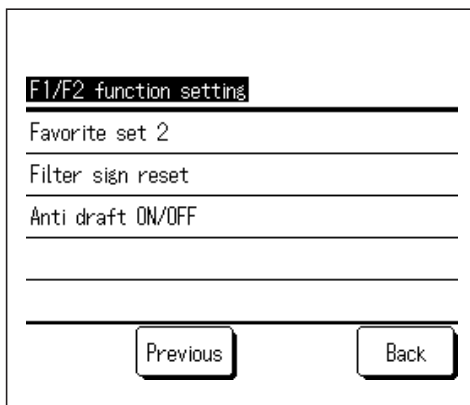 F1/F2 function setting
Favorite set 2
Filter sign reset
Anti draft ON/OFF
Previous Back